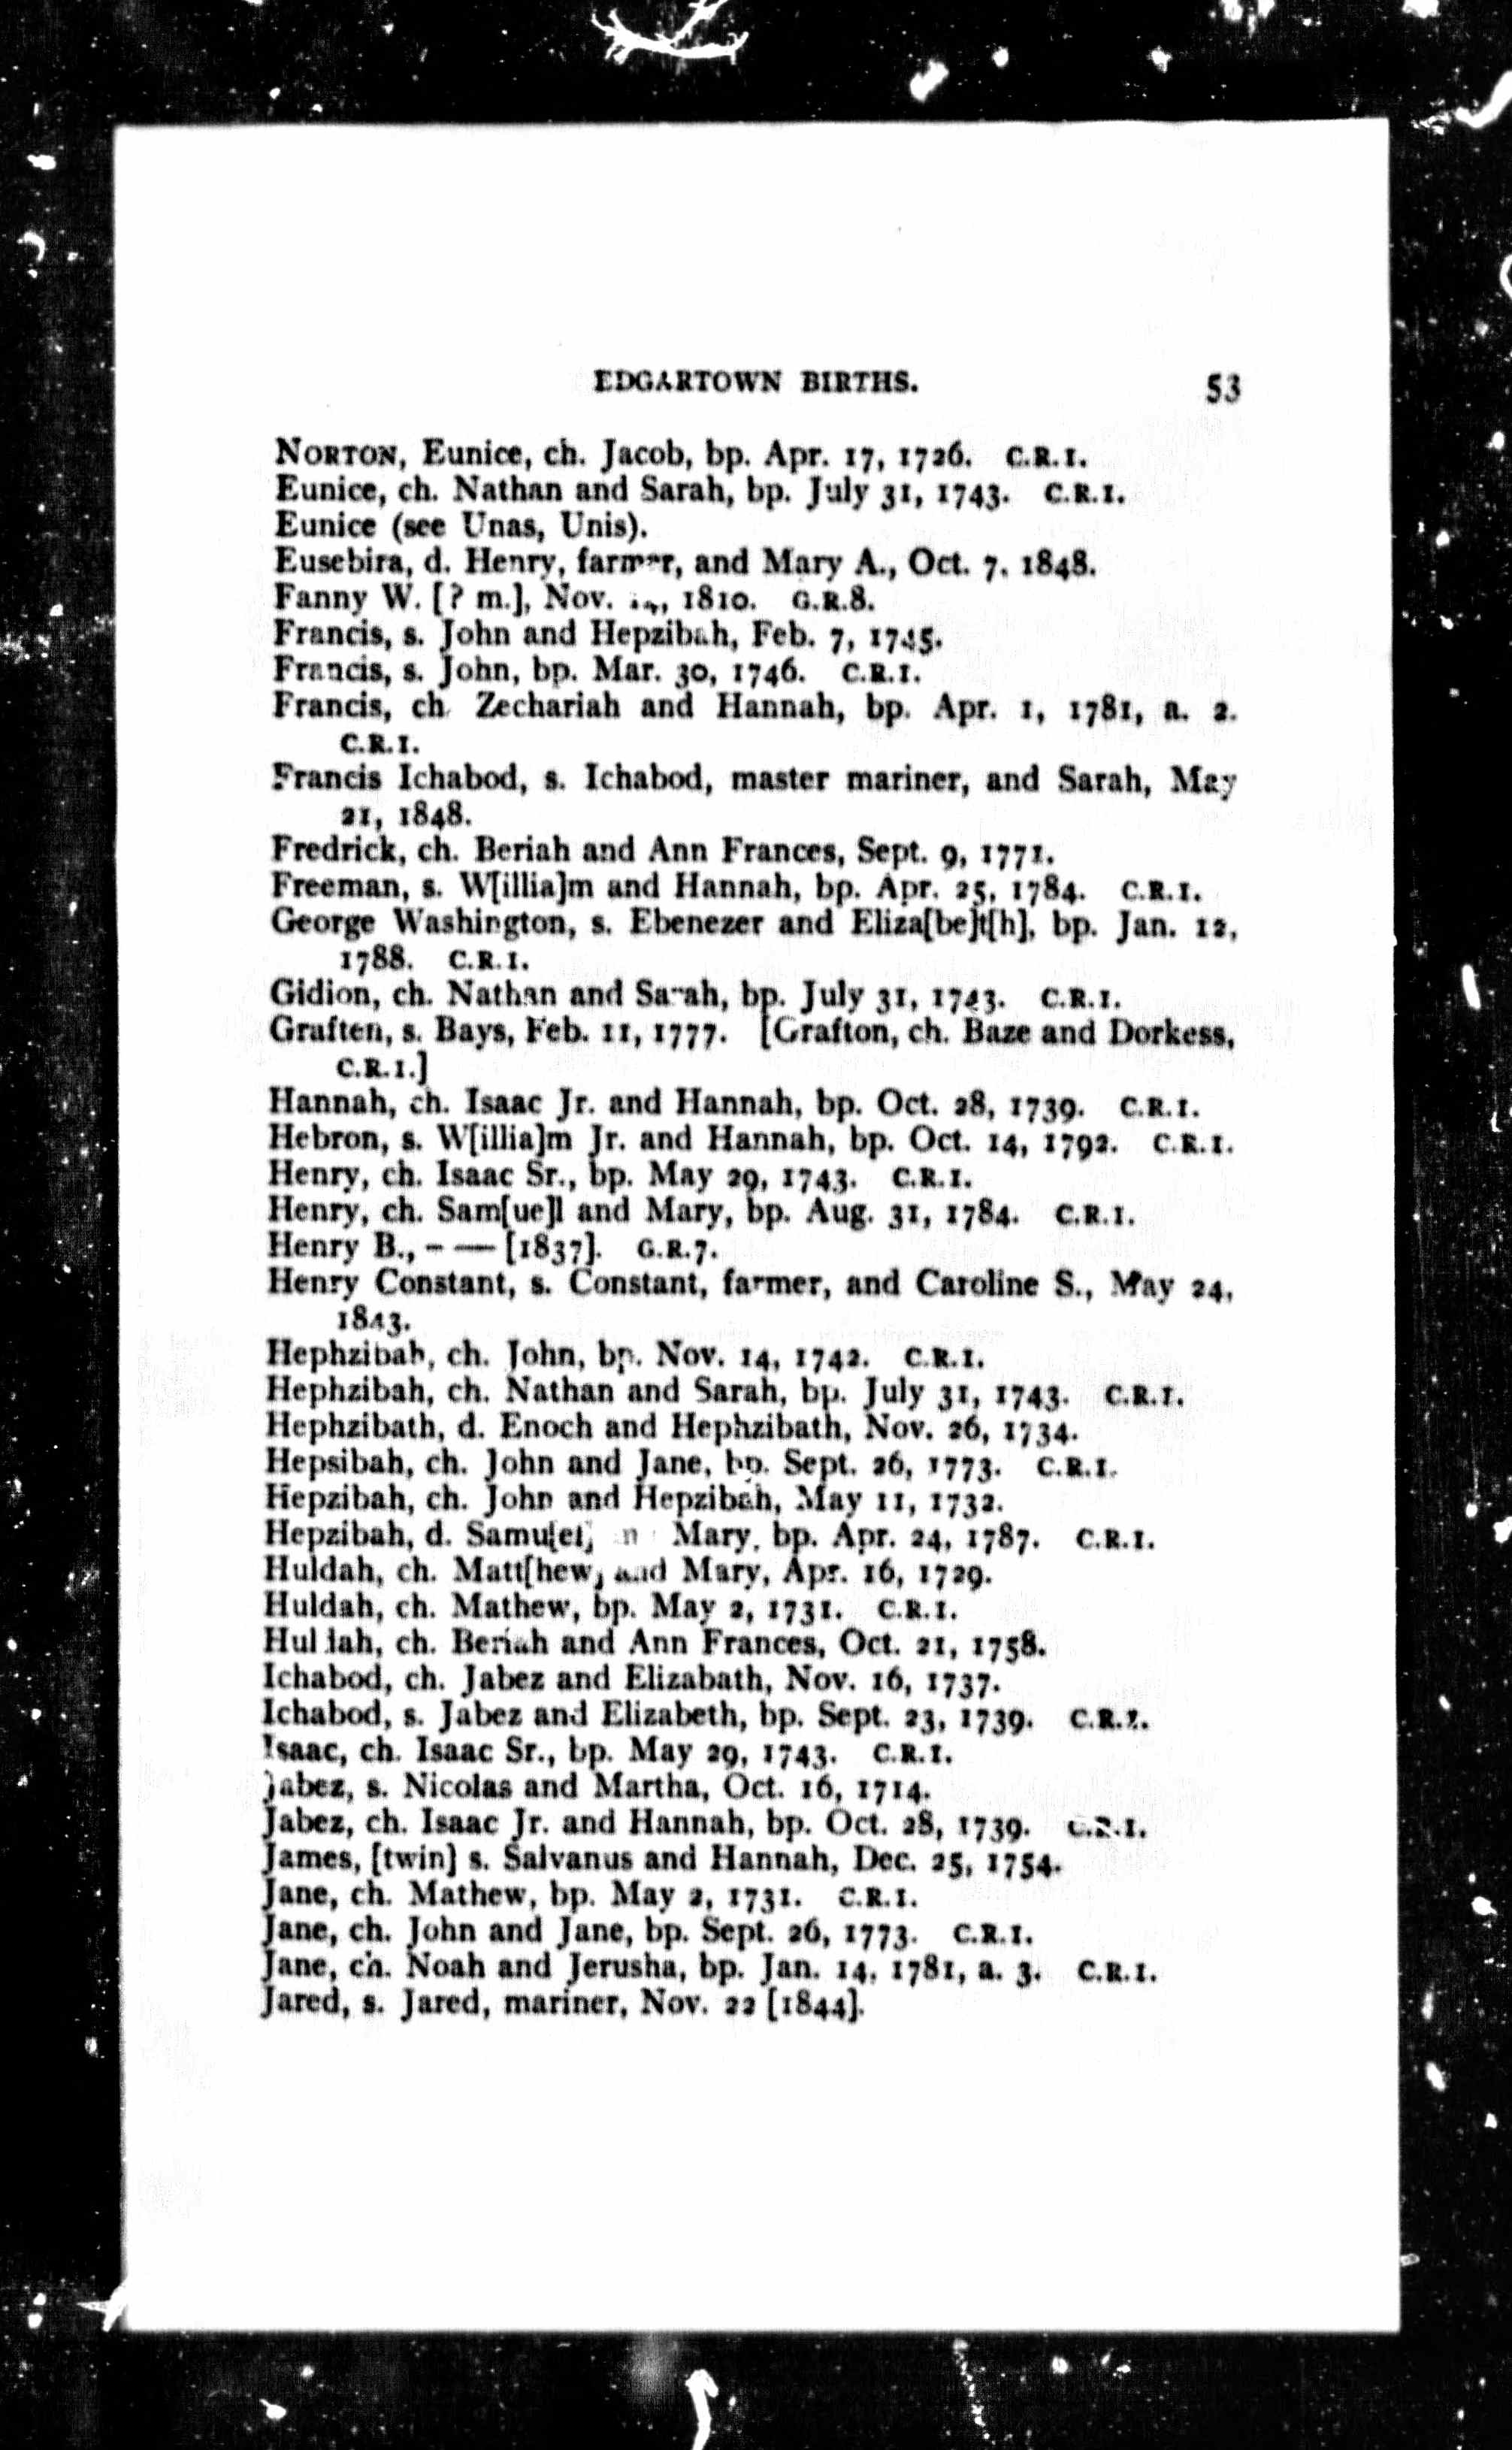 EDGARTOWN BIRTHS. 53
NORTON, Eunice, ch. Jacob, bp. Apr. 17, 1726. C.R.1.
Eunice, ch. Nathan and Sarah, bp. July 31, 1743. C.R.1.
Eunice (see Unas, Unis).
Eusebira, d. Henry, farmer, and Mary A., Oct. 7, 1848.
Fanny W. [? m.], Nov. 1810. G.R.8.
Francis, s. John and Hepzibah, Feb. 7, 1745.
Francis, s. John, bp. Mar. 30, 1746. C.R.1.
Francis, ch. Zechariah and Hannah, bp. Apr. 1, 1781, a. 2.
C.R.1.
Francis Ichabod, s. Ichabod, master mariner, and Sarah, May
21, 1848.
Fredrick, ch. Beriah and Ann Frances, Sept. 9, 1771.
Freeman, s. W[illia]m and Hannah, bp. Apr. 25, 1784. C.R.1.
George Washington, s. Ebenezer and Eliza[be]t[h], bp. Jan. 12,
1788. C.R.1.
Gidion, ch. Nathan and Sarah, bp. July 31, 1743. C.R.1.
Graften, s. Bays, Feb. 11, 1777. [Grafton, ch. Baze and Dorkess,
C.R.1.]
Hannah, ch. Isaac Jr. and Hannah, bp. Oct. 28, 1739. C.R.1.
Hebron, s. W[illia]m Jr. and Hannah, bp. Oct. 14, 1792. C.R.1.
Henry, ch. Isaac Sr., bp. May 29, 1743. C.R.1.
Henry, ch. Sam[ue]l and Mary, bp. Aug. 31, 1784. C.R.1.
Henry B., — — [1837]. G.R.7.
Henry Constant, s. Constant, farmer, and Caroline S., May 24,
1843.
Hephzibah, ch. John, bp. Nov. 14, 1742. C.R.1.
Hephzibah, ch. Nathan and Sarah, bp. July 31, 1743. C.R.1.
Hephzibath, d. Enoch and Hephzibath, Nov. 26, 1734.
Hepsibah, ch. John and Jane, bp. Sept. 26, 1773. C.R.1.
Hepzibah, ch. John and Hepzibah, May 11, 1732.
Hepzibah, d. Samu[el] Mary, bp. Apr. 24, 1787. C.R.1.
Huldah, ch. Matt[hew] and Mary, Apr. 16, 1729.
Huldah, ch. Mathew, bp. May 2, 1731. C.R.1.
Huldah, ch. Beriah and Ann Frances, Oct. 21, 1758.
Ichabod, ch. Jabez and Elizabath, Nov. 16, 1737.
Ichabod, s. Jabez and Elizabeth, bp. Sept. 23, 1739. C.R.1.
Isaac, ch. Isaac Sr., bp. May 29, 1743. C.R.1.
Jabez, s. Nicolas and Martha, Oct. 16, 1714.
Jabez, ch. Isaac Jr. and Hannah, bp. Oct. 28, 1739. C.R.1.
James, [twin] s. Salvanus and Hannah, Dec. 25, 1754.
Jane, ch. Mathew, bp. May 2, 1731. C.R.1.
Jane, ch. John and Jane, bp. Sept. 26, 1773. C.R.1.
Jane, ch. Noah and Jerusha, bp. Jan. 14, 1781, a. 3. C.R.1.
Jared, s. Jared, mariner, Nov. 22 [1844].